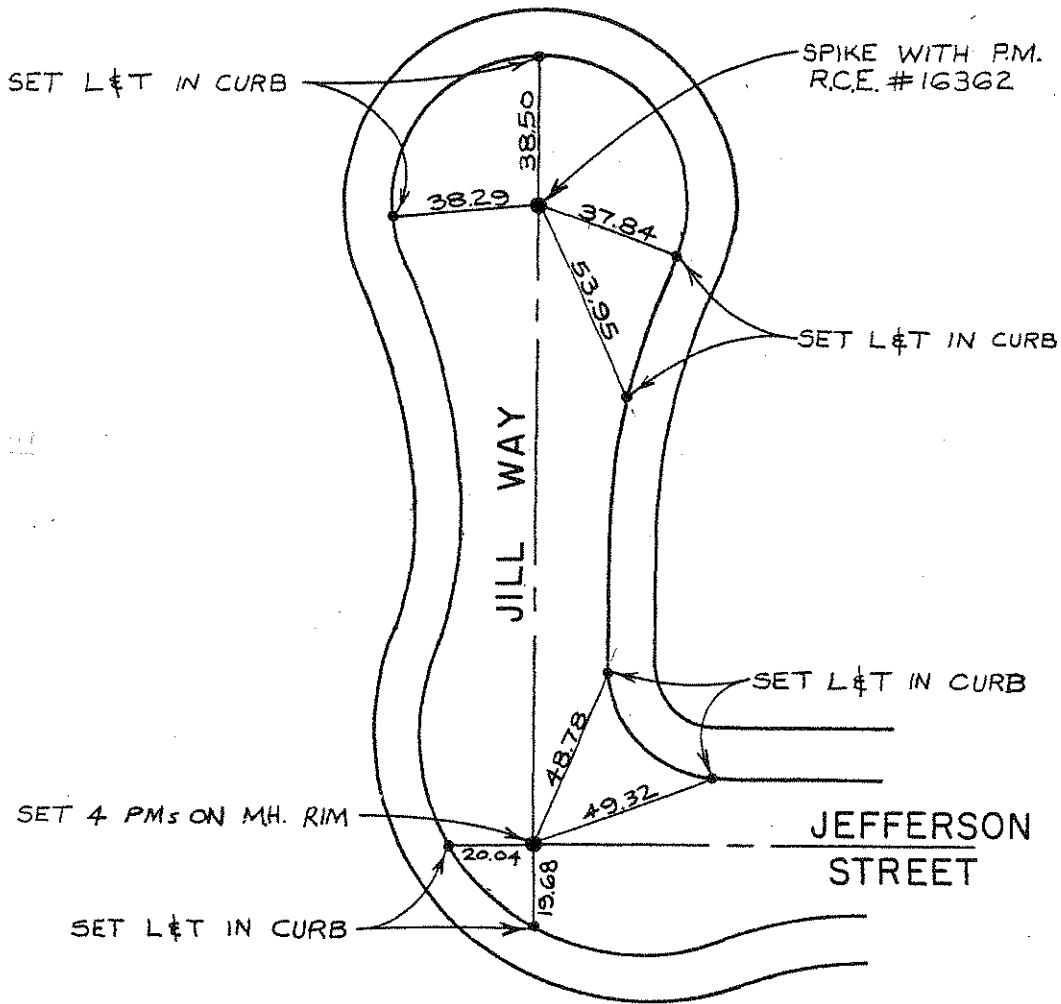 SET L&T IN CURB
SPIKE WITH P.M.
R.C.E. #16362
38.50
38.29
37.84
53.95
SET L&T IN CURB
JILL WAY
SET L&T IN CURB
48.78
49.32
SET 4 PMs ON MH. RIM
20.04
JEFFERSON
STREET
19.68
SET L&T IN CURB